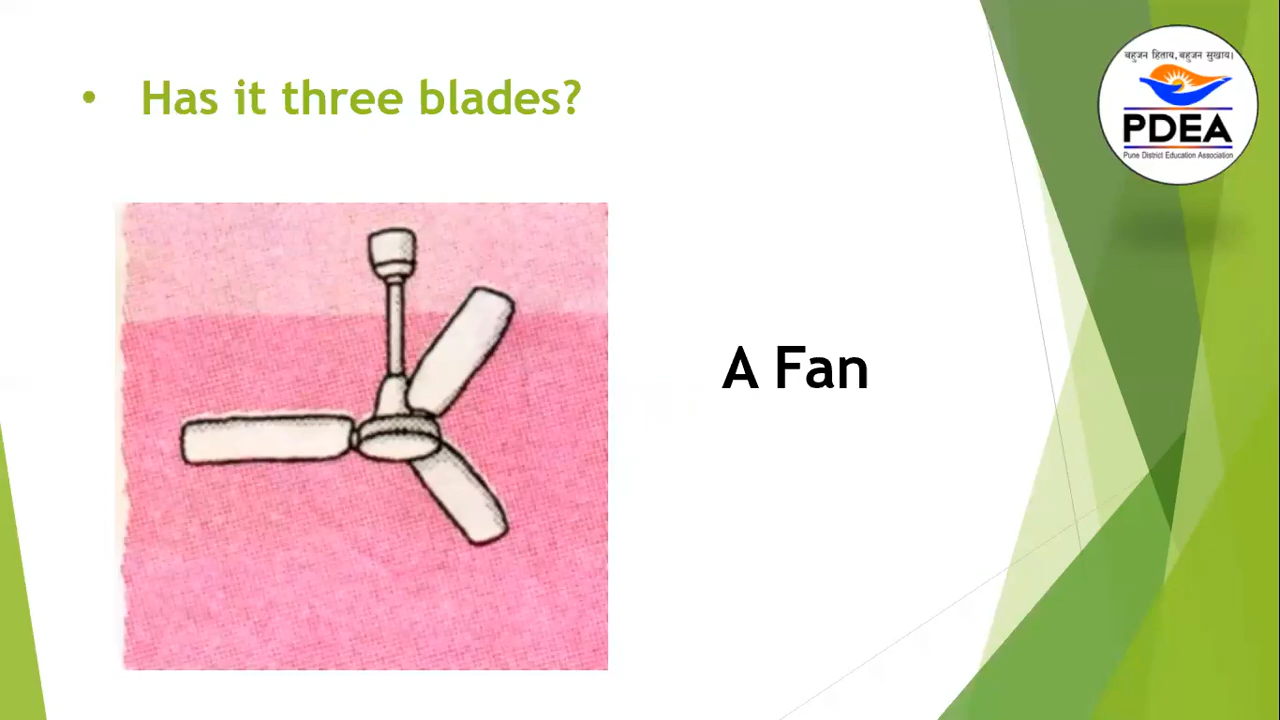 • Has it three blades?
बहुजन हिताय, बहुजन सुखाय।
PDEA
Pune District Education Association
A Fan